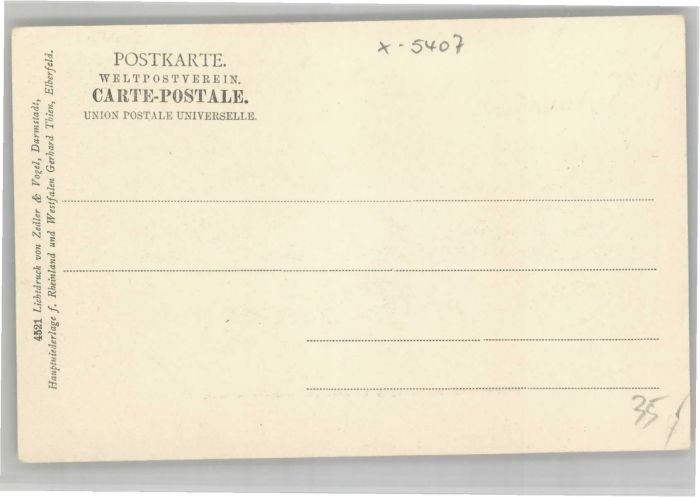 POSTKARTE.
WELTPOSTVEREIN.
CARTE-POSTALE.
UNION POSTALE UNIVERSELLE.
x-5407
4521 Lichtdruck von Zedler & Vogel, Darmstadt,
Hauptniederlage f. Rheinland und Westfalen Gerhard Thien, Elberfeld.
35